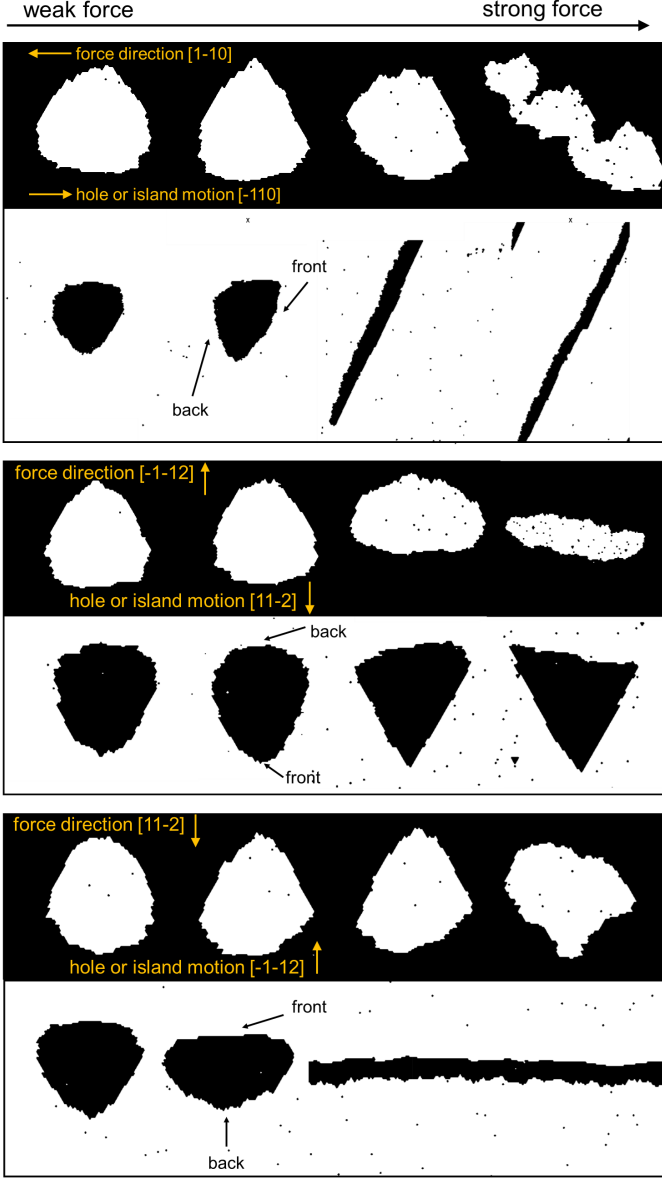 weak force strong force
force direction [1-10]
hole or island motion [-110]
x x
front
back
force direction [-1-12]
hole or island motion [11-2]
back
front
force direction [11-2]
hole or island motion [-1-12]
front
back